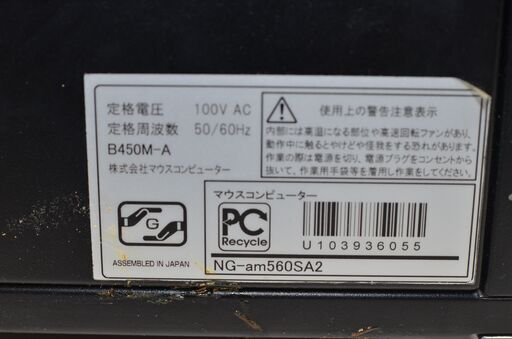 定格電圧 100V AC
定格周波数 50/60Hz
B450M-A
株式会社マウスコンピューター
使用上の警告注意表示
内部には高温になる部位や高速回転ファンがあり、
動作中に触るとやけどや怪我をする恐れがあります。
作業の際は電源を切り、電源プラグをコンセントから
抜いて、作業用手袋等を着用し作業をしてください。
G
ASSEMBLED IN JAPAN
マウスコンピューター
PC
Recycle
U103936055
NG-am560SA2